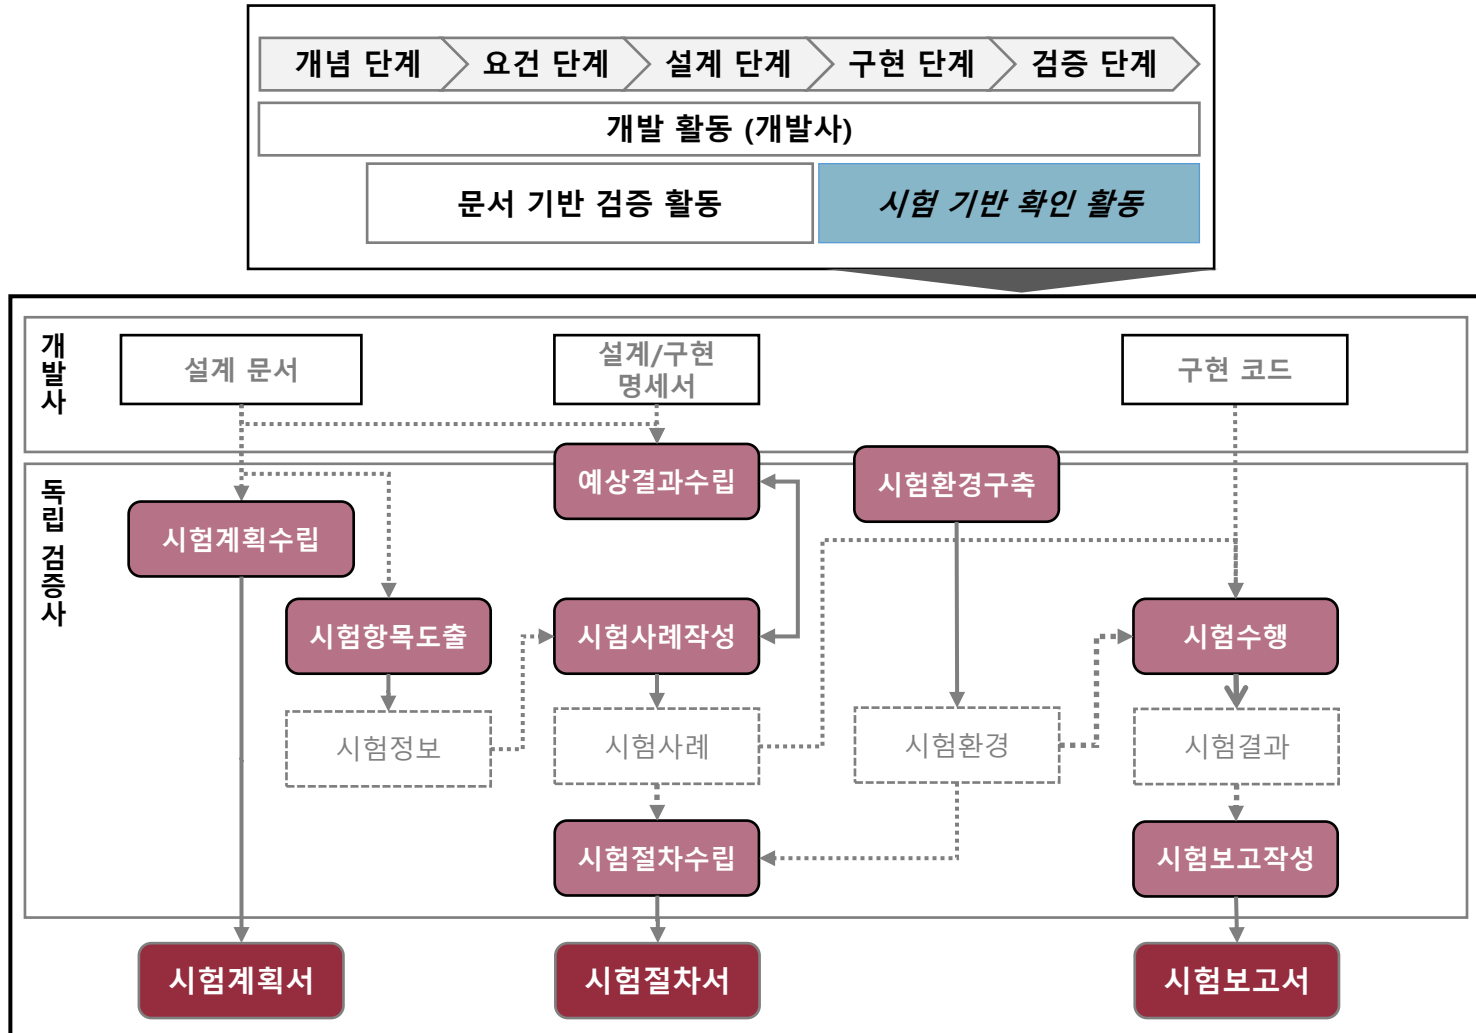 개념 단계
요건 단계
설계 단계
구현 단계
검증 단계
개발 활동 (개발사)
문서 기반 검증 활동
시험 기반 확인 활동
개발사
설계 문서
설계/구현
명세서
구현 코드
독립 검증사
예상결과수립
시험환경구축
시험계획수립
시험항목도출
시험사례작성
시험수행
시험정보
시험사례
시험환경
시험결과
시험절차수립
시험보고작성
시험계획서
시험절차서
시험보고서